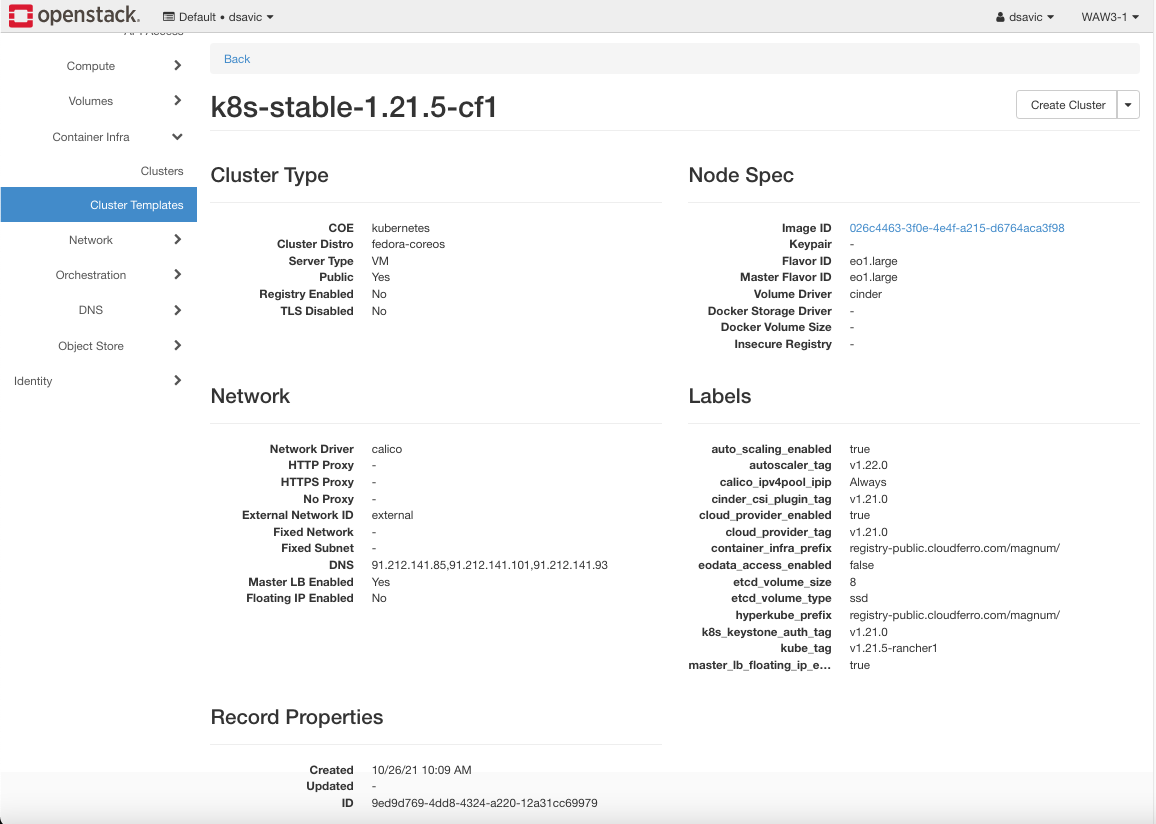 openstack. Default • dsavic dsavic WAW3-1
API Access
Compute
Volumes
Container Infra
Clusters
Cluster Templates
Network
Orchestration
DNS
Object Store
Identity
Back
k8s-stable-1.21.5-cf1
Create Cluster
Cluster Type
COE kubernetes
Cluster Distro fedora-coreos
Server Type VM
Public Yes
Registry Enabled No
TLS Disabled No
Node Spec
Image ID 026c4463-3f0e-4e4f-a215-d6764aca3f98
Keypair -
Flavor ID eo1.large
Master Flavor ID eo1.large
Volume Driver cinder
Docker Storage Driver -
Docker Volume Size -
Insecure Registry -
Network
Network Driver calico
HTTP Proxy -
HTTPS Proxy -
No Proxy -
External Network ID external
Fixed Network -
Fixed Subnet -
DNS 91.212.141.85,91.212.141.101,91.212.141.93
Master LB Enabled Yes
Floating IP Enabled No
Labels
auto_scaling_enabled true
autoscaler_tag v1.22.0
calico_ipv4pool_ipip Always
cinder_csi_plugin_tag v1.21.0
cloud_provider_enabled true
cloud_provider_tag v1.21.0
container_infra_prefix registry-public.cloudferro.com/magnum/
eodata_access_enabled false
etcd_volume_size 8
etcd_volume_type ssd
hyperkube_prefix registry-public.cloudferro.com/magnum/
k8s_keystone_auth_tag v1.21.0
kube_tag v1.21.5-rancher1
master_lb_floating_ip_e... true
Record Properties
Created 10/26/21 10:09 AM
Updated -
ID 9ed9d769-4dd8-4324-a220-12a31cc69979